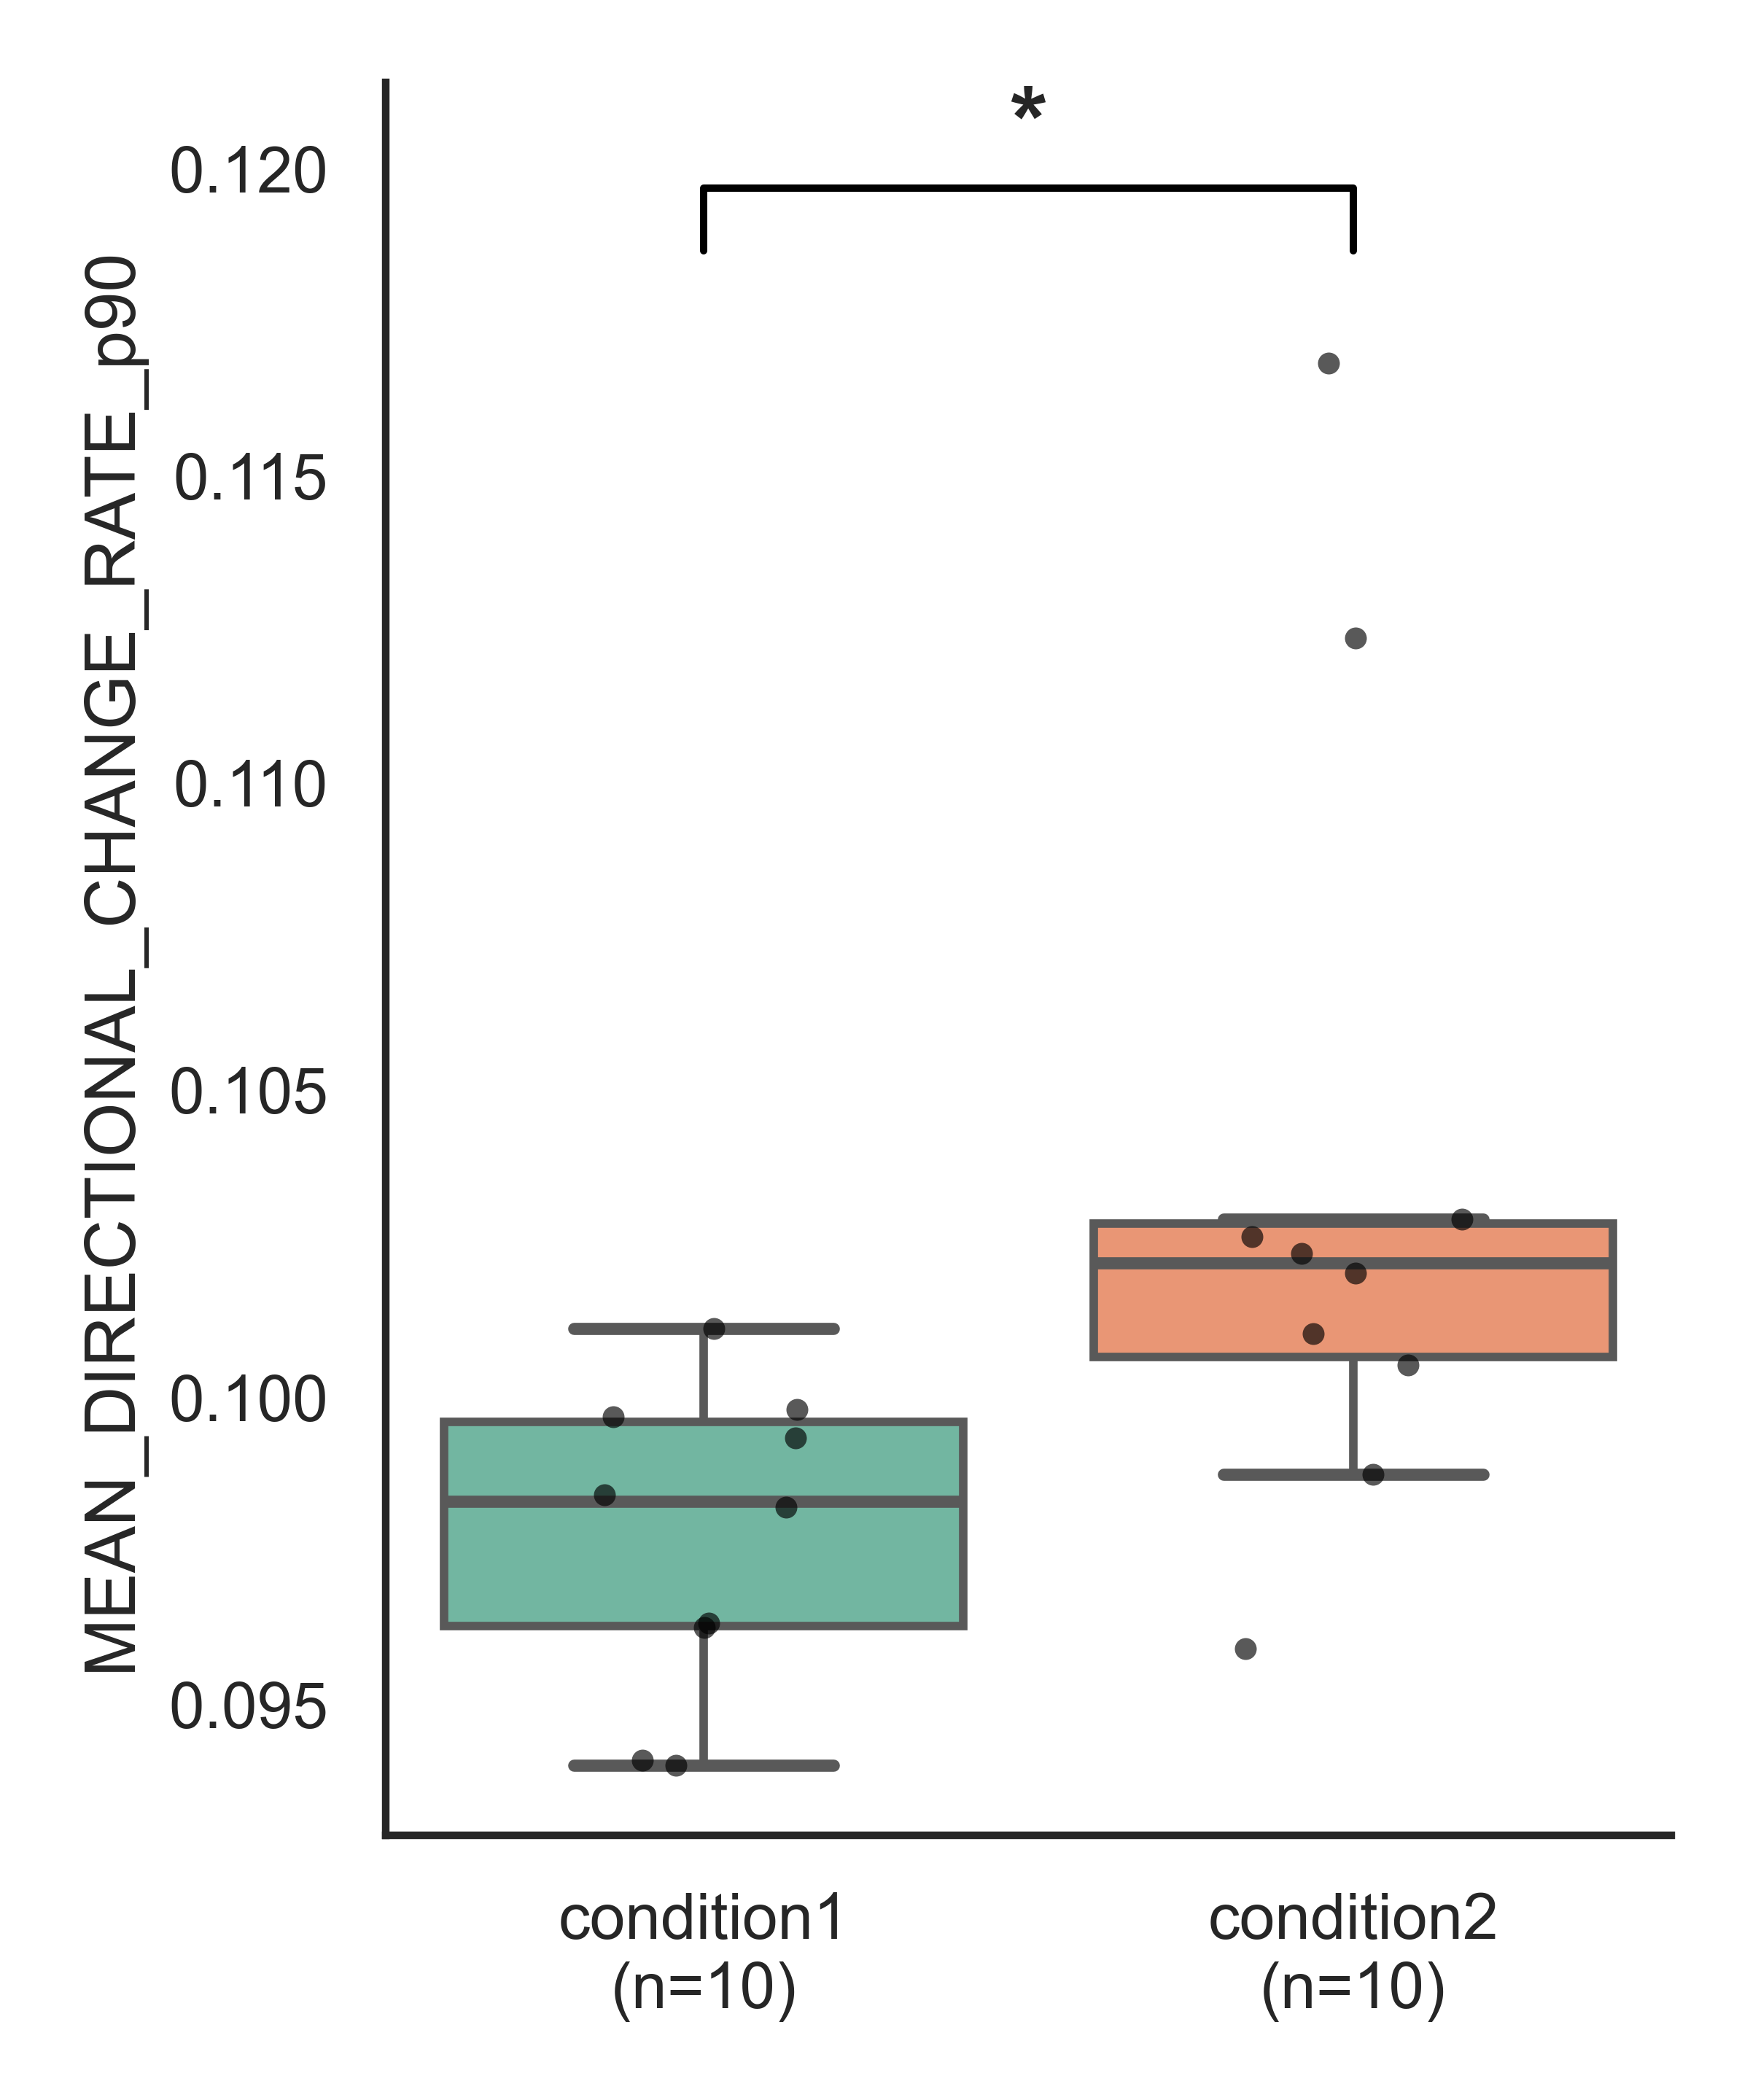 *
0.120
0.115
0.110
0.105
0.100
0.095
MEAN_DIRECTIONAL_CHANGE_RATE_p90
condition1
(n=10)
condition2
(n=10)